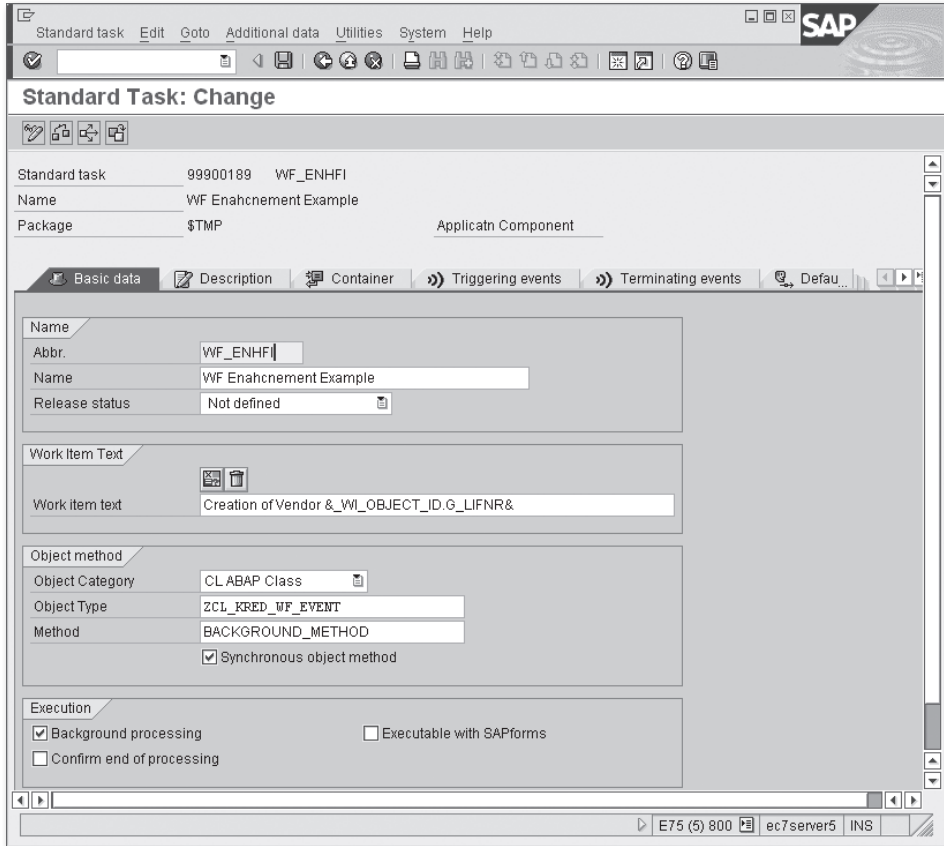 Standard task Edit Goto Additional data Utilities System Help
SAP
Standard Task: Change
Standard task 99900189 WF_ENHFI
Name WF Enahcnement Example
Package $TMP Applicatn Component
Basic data Description Container Triggering events Terminating events Defau...
Name
Abbr. WF_ENHFI
Name WF Enahcnement Example
Release status Not defined
Work Item Text
Work item text Creation of Vendor &_WI_OBJECT_ID.G_LIFNR&
Object method
Object Category CL ABAP Class
Object Type ZCL_KRED_WF_EVENT
Method BACKGROUND_METHOD
Synchronous object method
Execution
Background processing Executable with SAPforms
Confirm end of processing
E75 (5) 800 ec7server5 INS